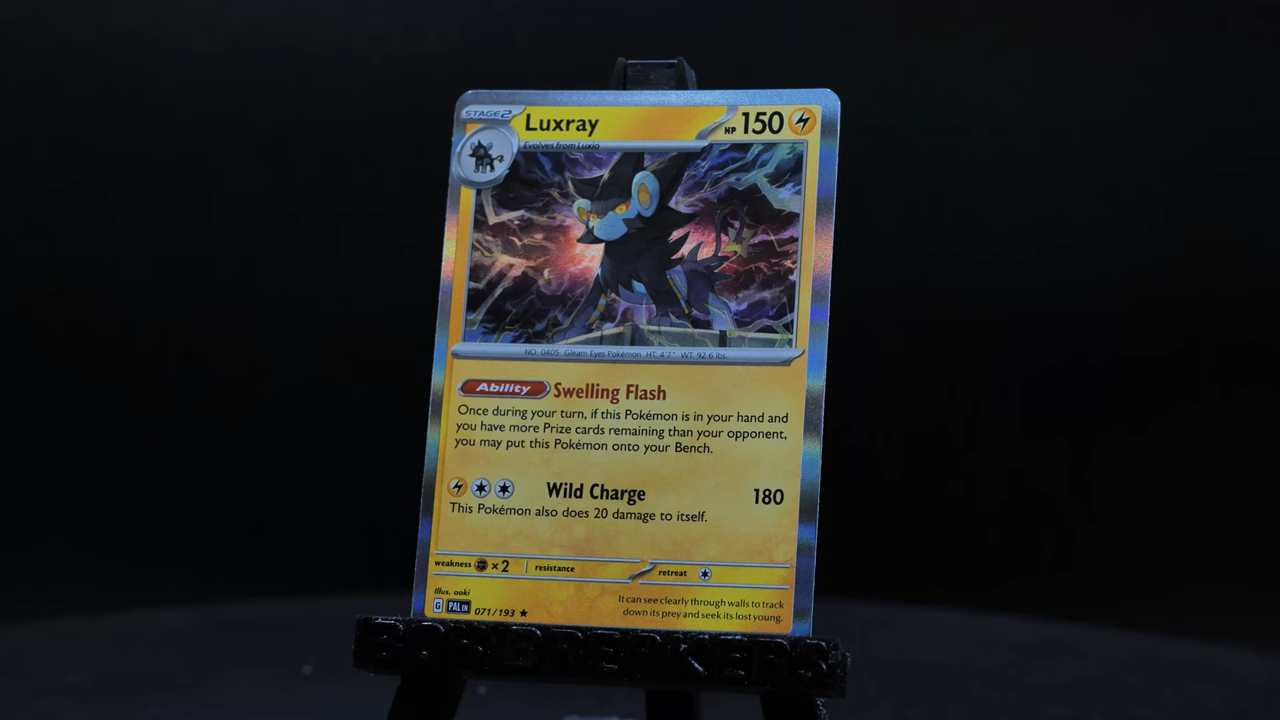 STAGE2
Luxray
HP 150
Evolves from Luxio
NO. 0405 Gleam Eyes Pokémon HT. 4'7" WT. 92.6 lbs.
Ability Swelling Flash
Once during your turn, if this Pokémon is in your hand and
you have more Prize cards remaining than your opponent,
you may put this Pokémon onto your Bench.
Wild Charge 180
This Pokémon also does 20 damage to itself.
weakness ×2 resistance retreat
Illus. ooki
G PAL EN 071/193 ★
It can see clearly through walls to track
down its prey and seek its lost young.
BOXBREAKERS